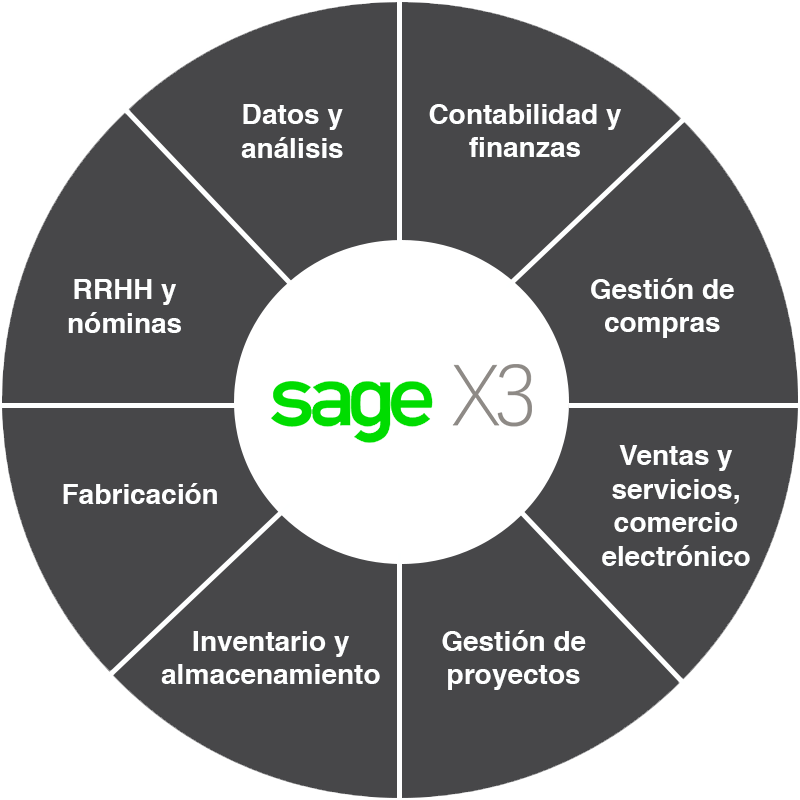 Datos y
análisis
Contabilidad y
finanzas
RRHH y
nóminas
Gestión de
compras
sage X3
Ventas y
servicios,
comercio
electrónico
Fabricación
Inventario y
almacenamiento
Gestión de
proyectos